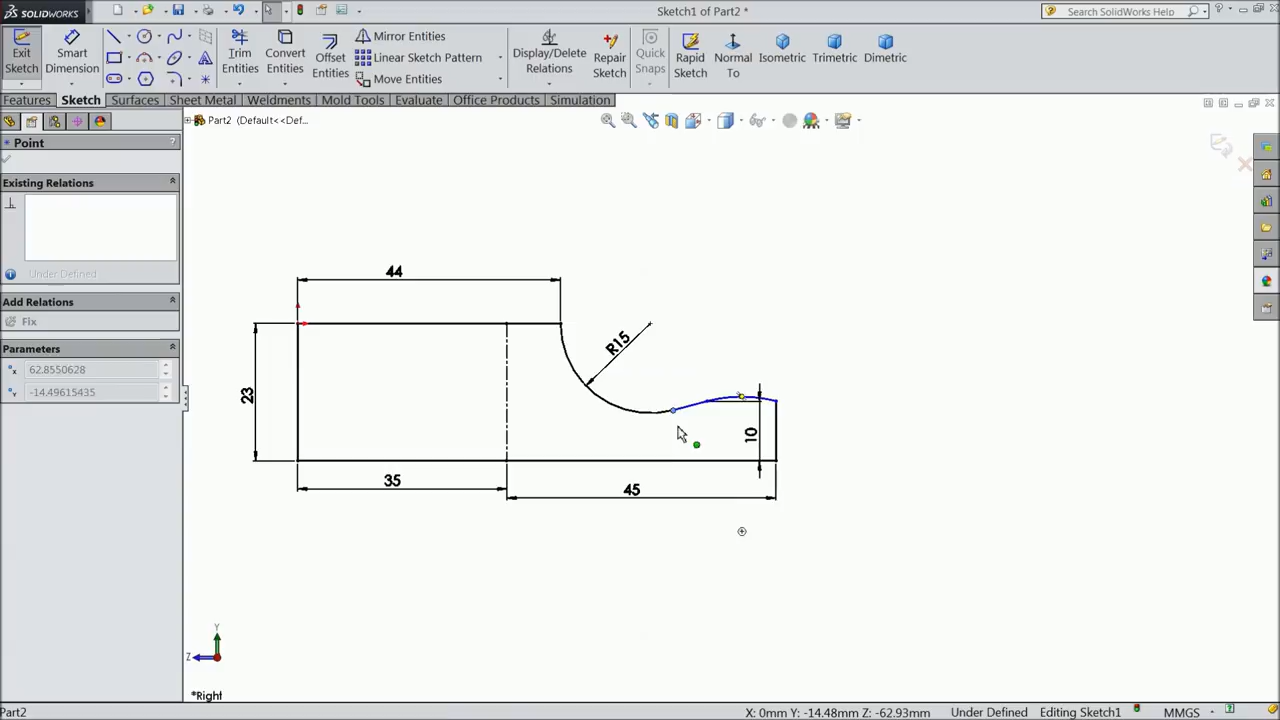 SOLIDWORKS
Sketch1 of Part2 *
Search SolidWorks Help
Exit Sketch
Smart Dimension
Trim Entities
Convert Entities
Offset Entities
Mirror Entities
Linear Sketch Pattern
Move Entities
Display/Delete Relations
Repair Sketch
Quick Snaps
Rapid Sketch
Normal To
Isometric
Trimetric
Dimetric
Features
Sketch
Surfaces
Sheet Metal
Weldments
Mold Tools
Evaluate
Office Products
Simulation
Part2 (Default<<Def...
Point
?
Existing Relations
Under Defined
Add Relations
Fix
Parameters
62.8550628
-14.49615435
44
R15
23
10
35
45
Y
Z
*Right
Part2
X: 0mm Y: -14.48mm Z: -62.93mm
Under Defined
Editing Sketch1
MMGS